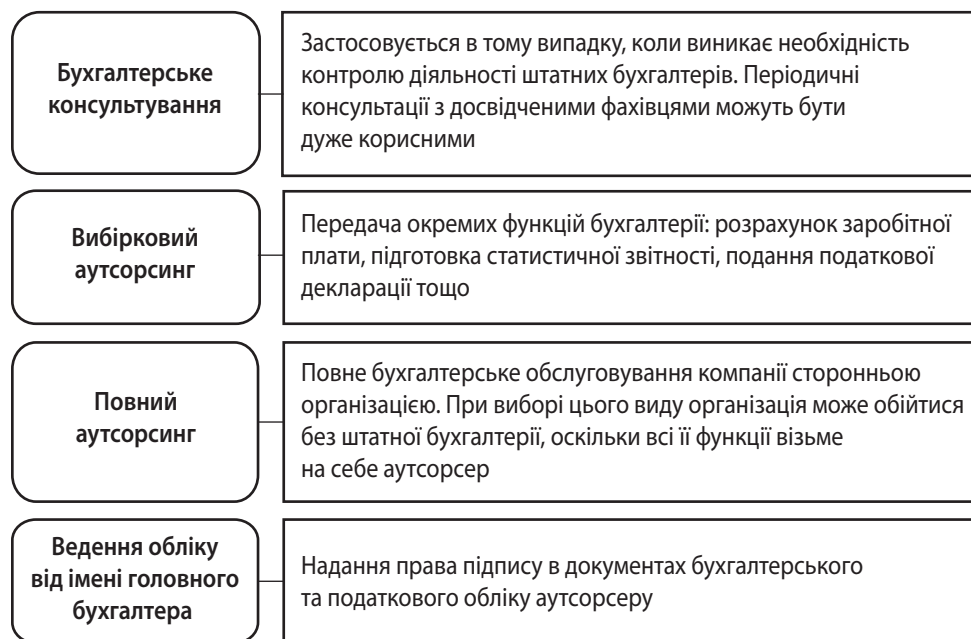 Бухгалтерське
консультування
Застосовується в тому випадку, коли виникає необхідність
контролю діяльності штатних бухгалтерів. Періодичні
консультації з досвідченими фахівцями можуть бути
дуже корисними
Вибірковий
аутсорсинг
Передача окремих функцій бухгалтерії: розрахунок заробітної
плати, підготовка статистичної звітності, подання податкової
декларації тощо
Повний
аутсорсинг
Повне бухгалтерське обслуговування компанії сторонньою
організацією. При виборі цього виду організація може обійтися
без штатної бухгалтерії, оскільки всі її функції візьме
на себе аутсорсер
Ведення обліку
від імені головного
бухгалтера
Надання права підпису в документах бухгалтерського
та податкового обліку аутсорсеру